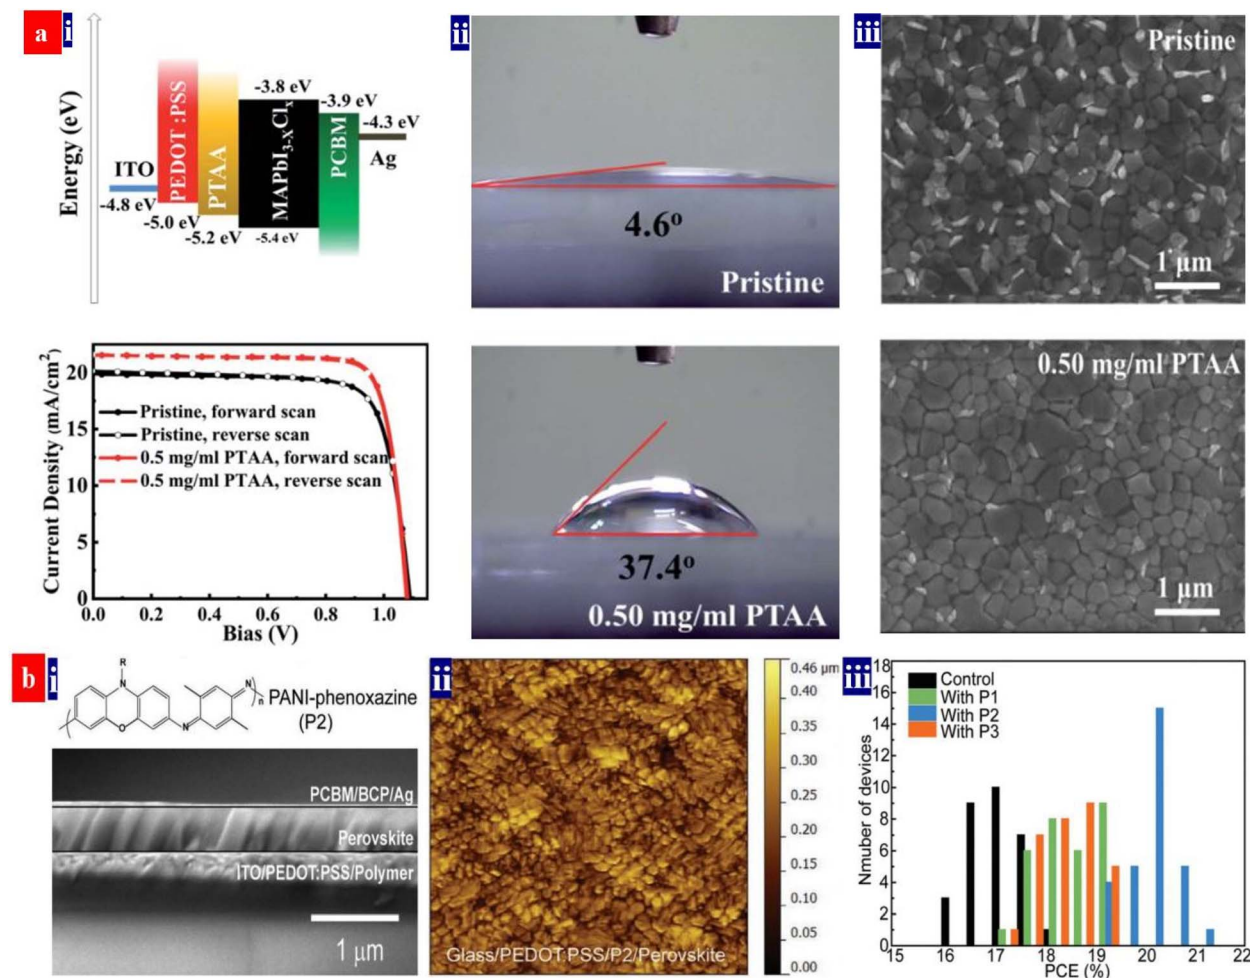 a i
Energy (eV)
ITO
-4.8 eV
PEDOT :PSS
-5.0 eV
PTAA
-5.2 eV
-3.8 eV
MAPbI3-XClx
-5.4 eV
-3.9 eV
PCBM
-4.3 eV
Ag
ii
4.6o
Pristine
iii
Pristine
1 μm
Current Density (mA/cm2)
20
15
10
5
0
Pristine, forward scan
Pristine, reverse scan
0.5 mg/ml PTAA, forward scan
0.5 mg/ml PTAA, reverse scan
0.0 0.2 0.4 0.6 0.8 1.0
Bias (V)
37.4o
0.50 mg/ml PTAA
0.50 mg/ml PTAA
1 μm
b i
R
N
O
N
N
n
PANI-phenoxazine
(P2)
PCBM/BCP/Ag
Perovskite
ITO/PEDOT:PSS/Polymer
1 μm
ii
Glass/PEDOT:PSS/P2/Perovskite
0.46 μm
0.40
0.35
0.30
0.25
0.20
0.15
0.10
0.05
0.00
iii
Nmumber of devices
18
16
14
12
10
8
6
4
2
0
Control
With P1
With P2
With P3
15 16 17 18 19 20 21 22
PCE (%)